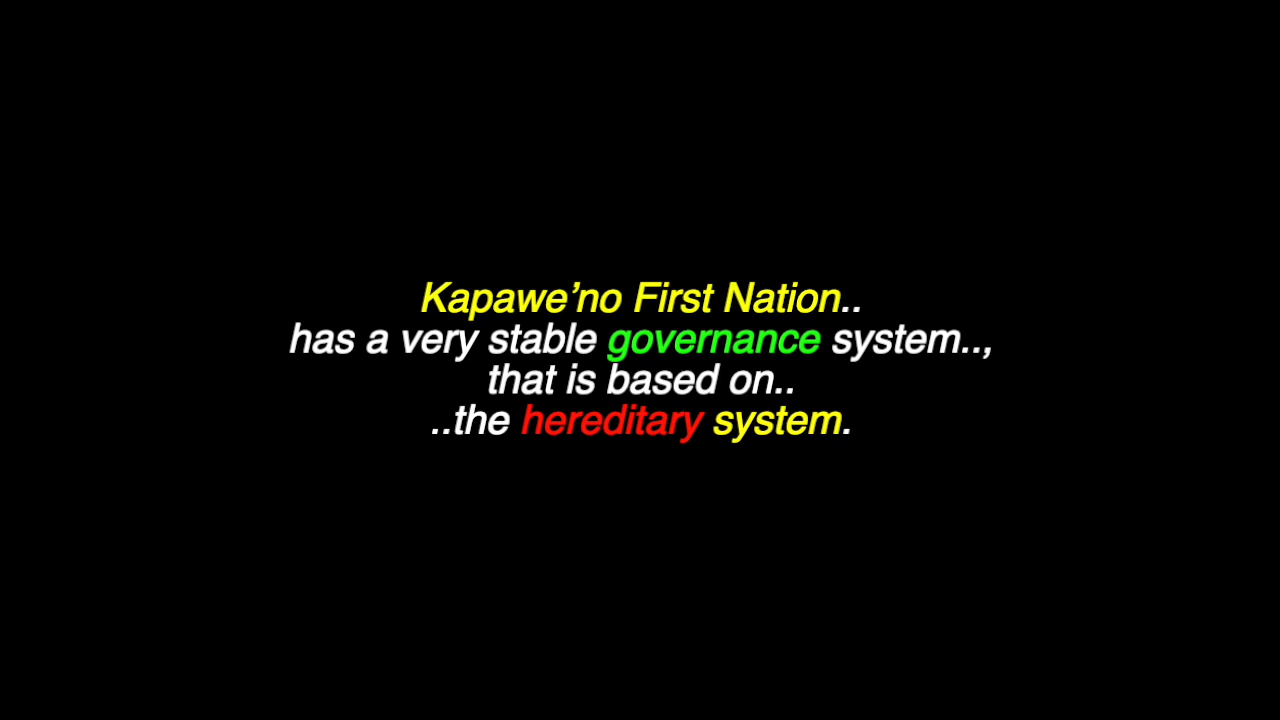 Kapawe’no First Nation..
has a very stable governance system..,
that is based on..
..the hereditary system.